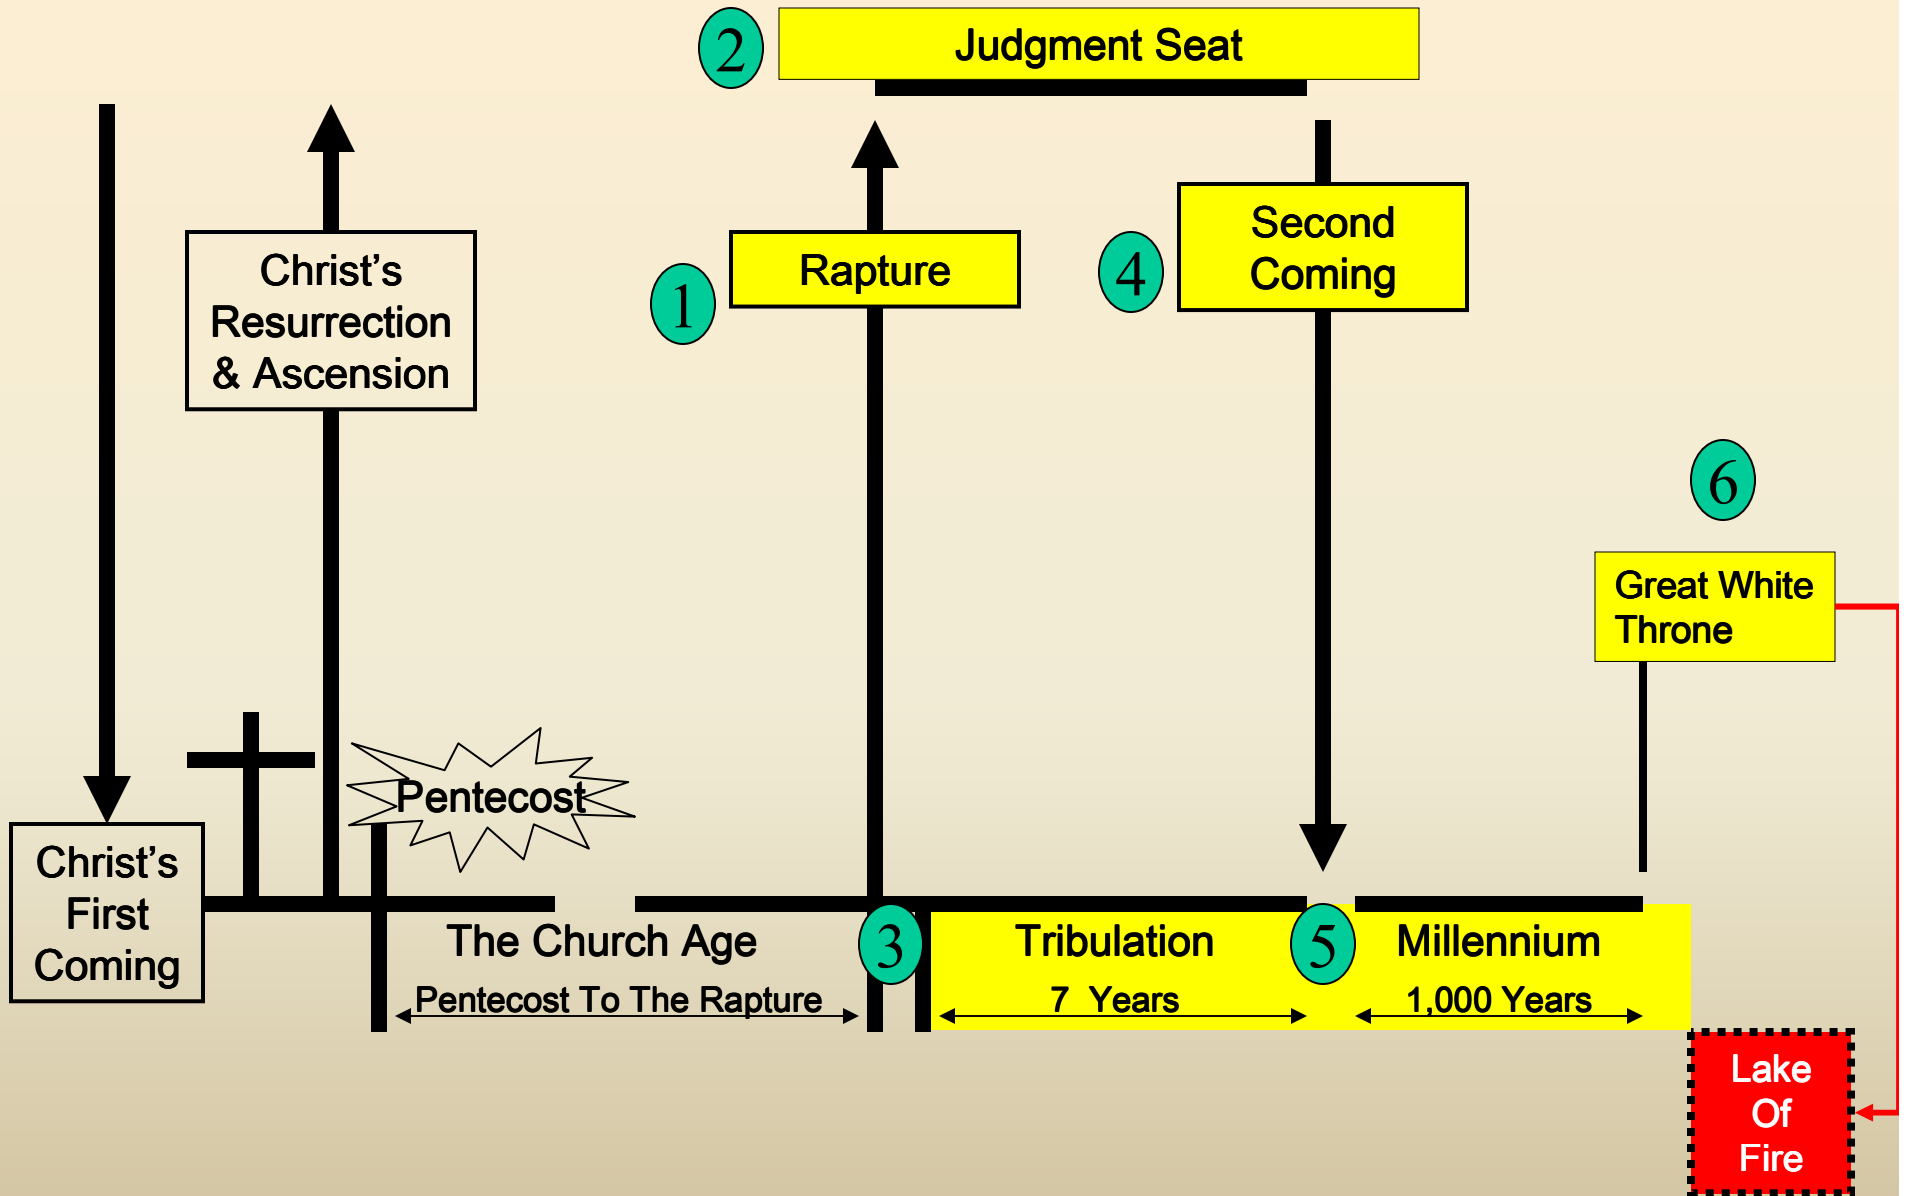 2
Judgment Seat
Christ's
Resurrection
& Ascension
1
Rapture
4
Second
Coming
6
Great White
Throne
Pentecost
Christ's
First
Coming
The Church Age
Pentecost To The Rapture
3
Tribulation
7 Years
5
Millennium
1,000 Years
Lake
Of
Fire